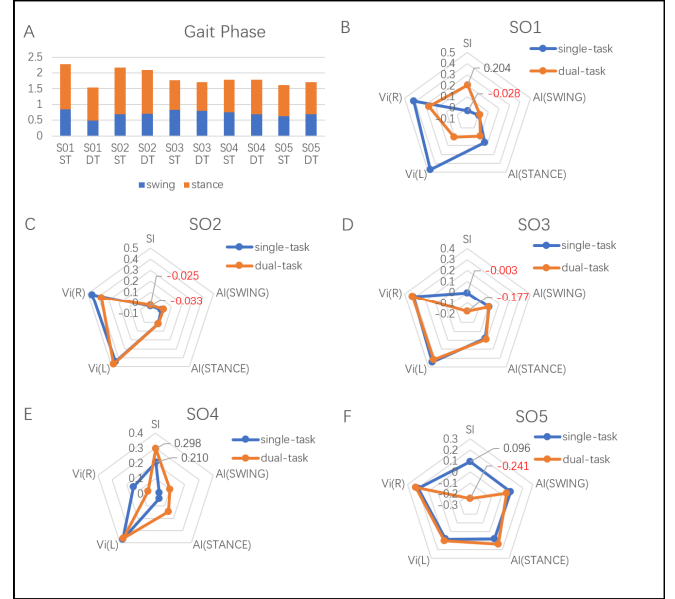 A
Gait Phase
2.5
2
1.5
1
0.5
0
S01 S01 S02 S02 S03 S03 S04 S04 S05 S05
ST DT ST DT ST DT ST DT ST DT
swing stance
B
SO1
SI
single-task
dual-task
0.5
0.4
0.3
0.2
0.1
0
-0.1
0.204
-0.028
Vi(R)
AI(SWING)
Vi(L)
AI(STANCE)
C
SO2
SI
single-task
dual-task
0.5
0.4
0.3
0.2
0.1
0
-0.1
-0.025
-0.033
Vi(R)
AI(SWING)
Vi(L)
AI(STANCE)
D
SO3
SI
single-task
dual-task
0.4
0.3
0.2
0.1
0
-0.1
-0.2
-0.003
-0.177
Vi(R)
AI(SWING)
Vi(L)
AI(STANCE)
E
SO4
SI
single-task
dual-task
0.4
0.3
0.2
0.1
0
0.298
0.210
Vi(R)
AI(SWING)
Vi(L)
AI(STANCE)
F
SO5
SI
single-task
dual-task
0.3
0.2
0.1
0
-0.1
-0.2
-0.3
0.096
-0.241
Vi(R)
AI(SWING)
Vi(L)
AI(STANCE)